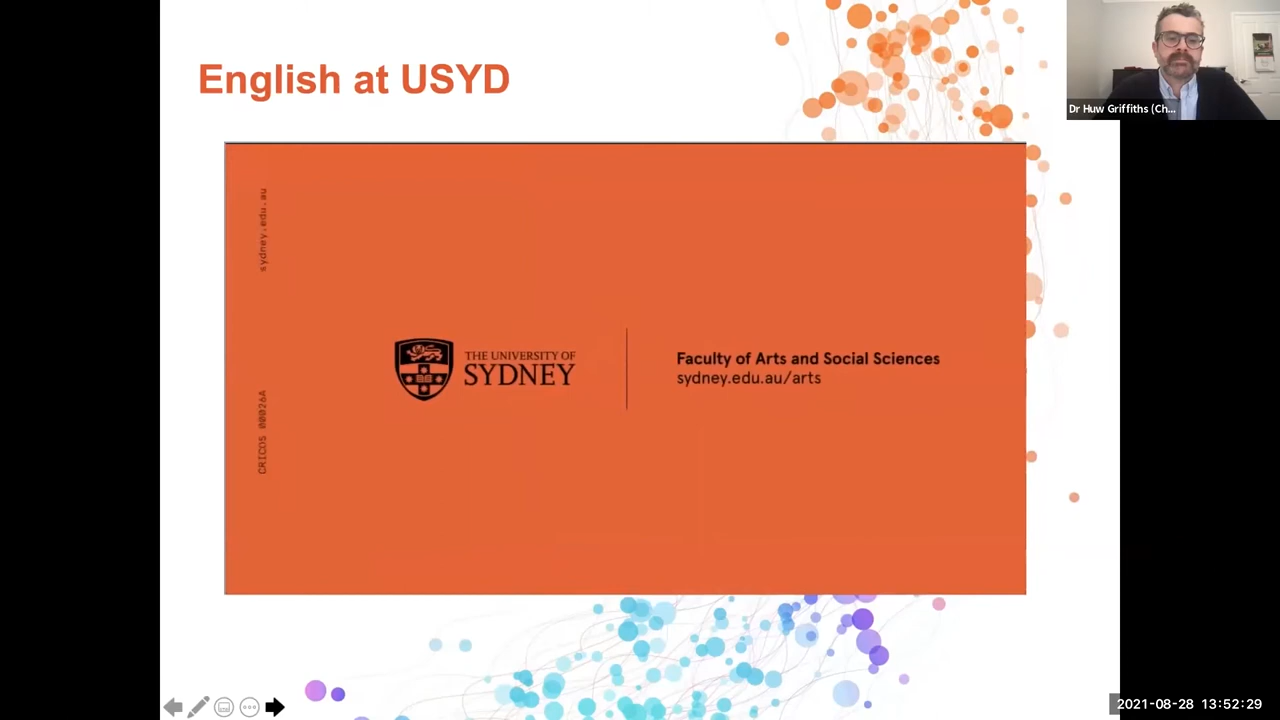 English at USYD
Dr Huw Griffiths (Ch...
sydney.edu.au
THE UNIVERSITY OF
SYDNEY
Faculty of Arts and Social Sciences
sydney.edu.au/arts
CRICOS 00026A
2021-08-28 13:52:29